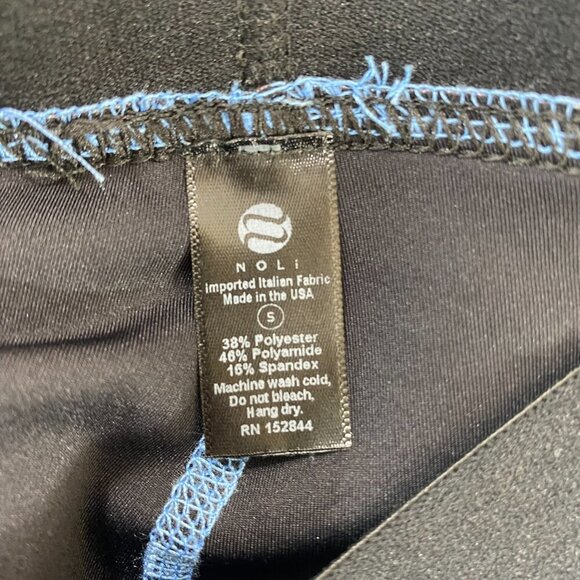 NOLi
Imported Italian Fabric
Made in the USA
S
38% Polyester
46% Polyamide
16% Spandex
Machine wash cold,
Do not bleach,
Hang dry.
RN 152844